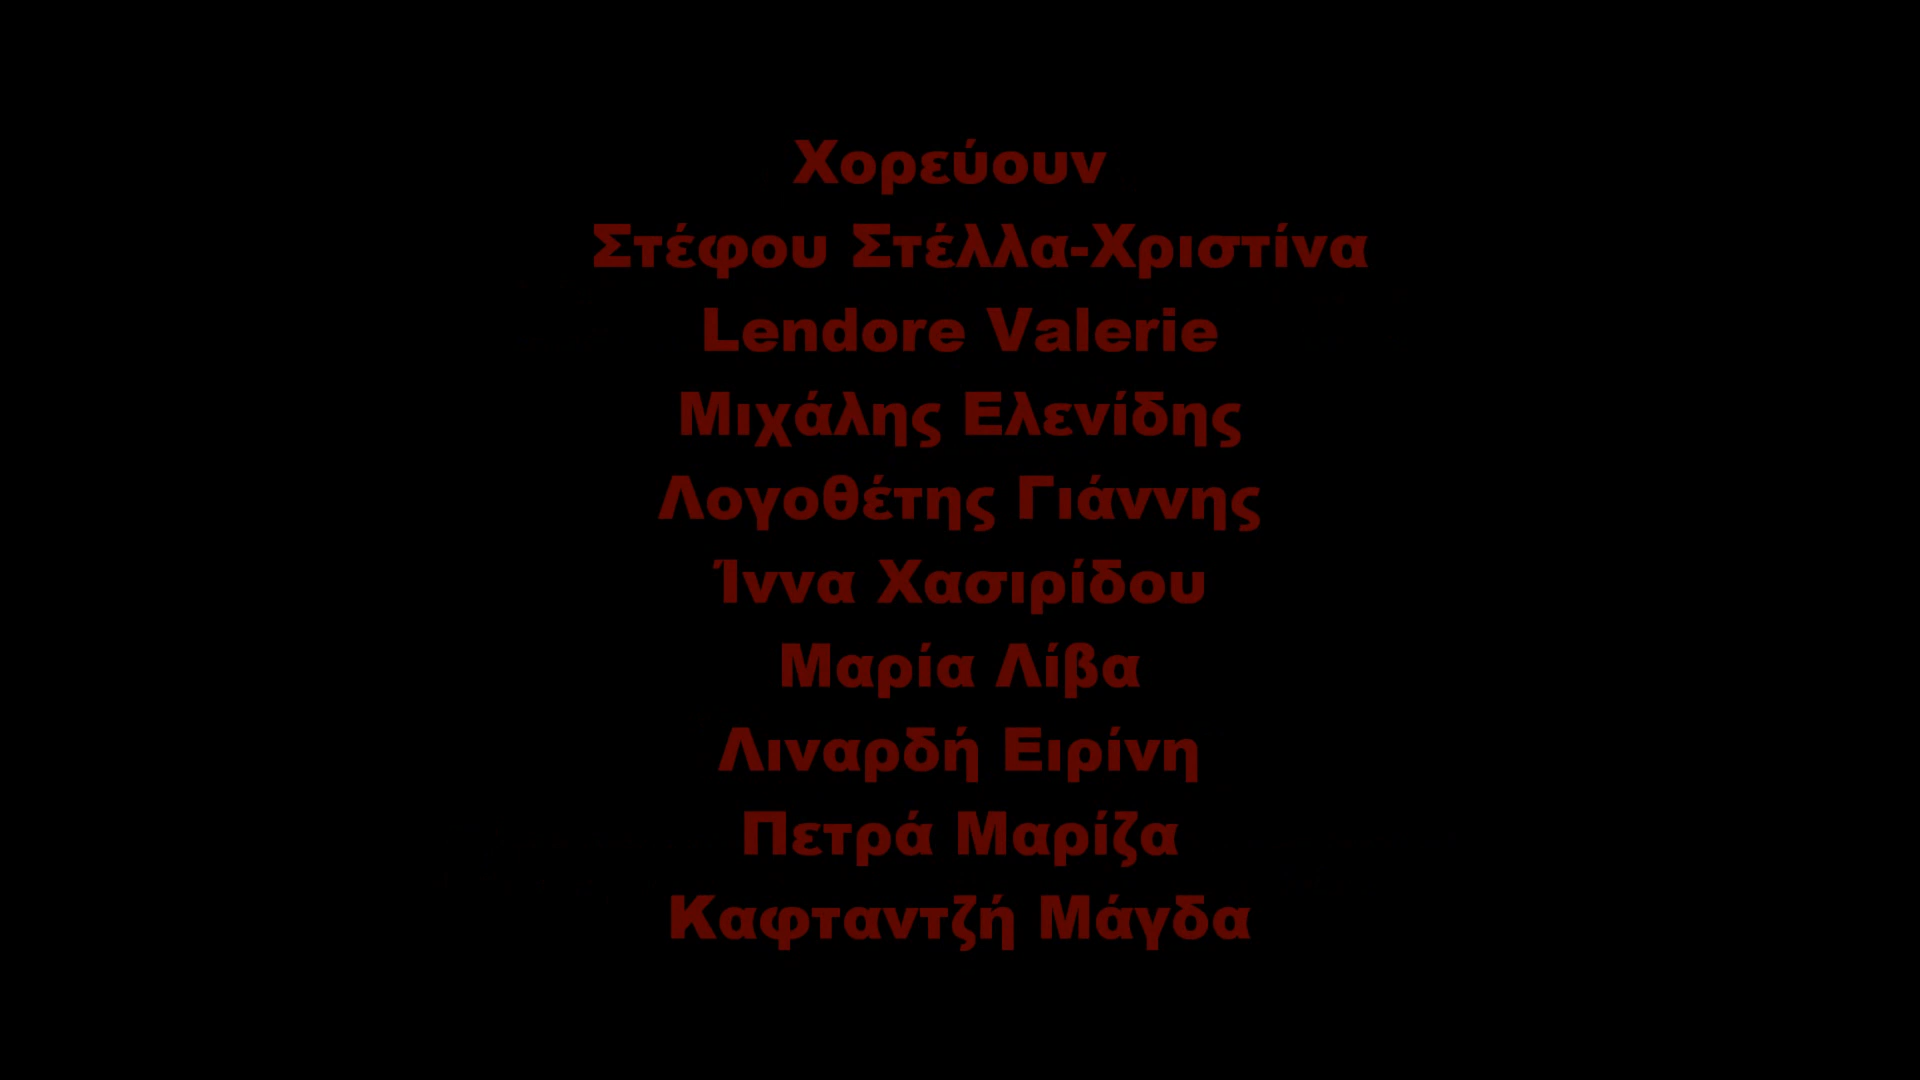 Χορεύουν
Στέφου Στέλλα-Χριστίνα
Lendore Valerie
Μιχάλης Ελενίδης
Λογοθέτης Γιάννης
Ίννα Χασιρίδου
Μαρία Λίβα
Λιναρδή Ειρίνη
Πετρά Μαρίζα
Καφταντζή Μάγδα